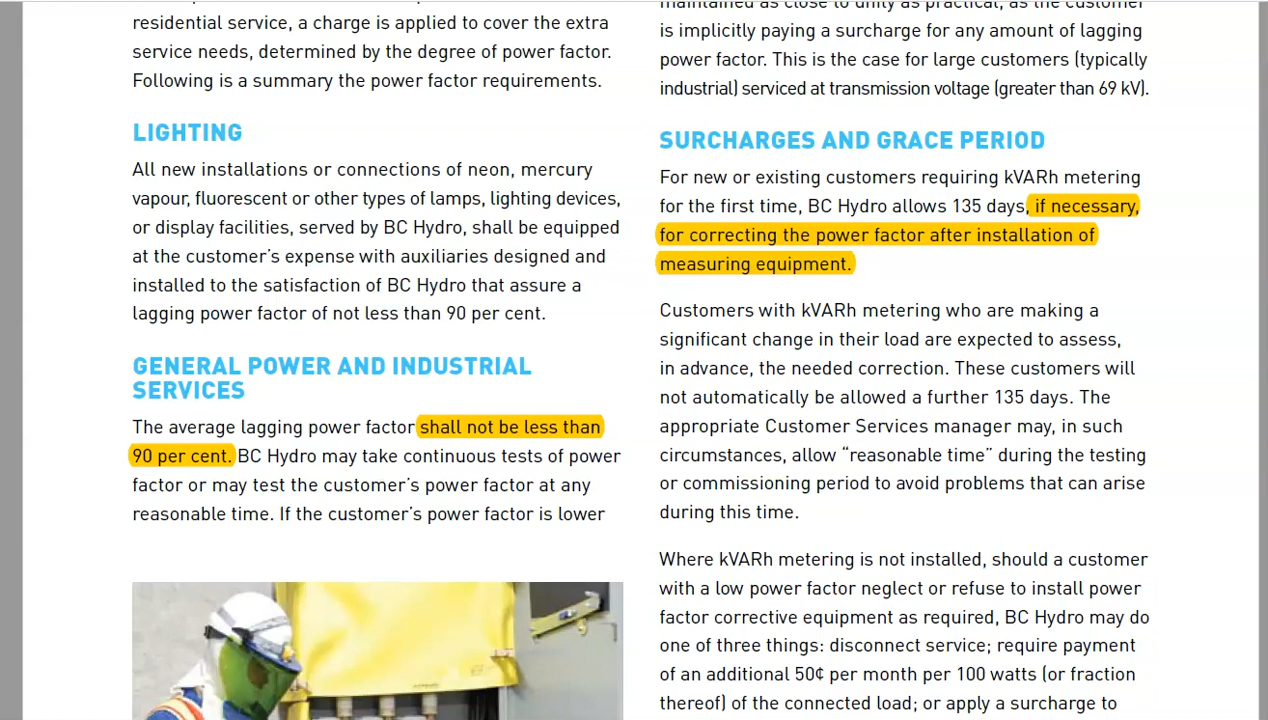 residential service, a charge is applied to cover the extra
service needs, determined by the degree of power factor.
Following is a summary the power factor requirements.
LIGHTING
All new installations or connections of neon, mercury
vapour, fluorescent or other types of lamps, lighting devices,
or display facilities, served by BC Hydro, shall be equipped
at the customer’s expense with auxiliaries designed and
installed to the satisfaction of BC Hydro that assure a
lagging power factor of not less than 90 per cent.
GENERAL POWER AND INDUSTRIAL
SERVICES
The average lagging power factor shall not be less than
90 per cent. BC Hydro may take continuous tests of power
factor or may test the customer’s power factor at any
reasonable time. If the customer’s power factor is lower
maintained as close to unity as practical, as the customer
is implicitly paying a surcharge for any amount of lagging
power factor. This is the case for large customers (typically
industrial) serviced at transmission voltage (greater than 69 kV).
SURCHARGES AND GRACE PERIOD
For new or existing customers requiring kVARh metering
for the first time, BC Hydro allows 135 days, if necessary,
for correcting the power factor after installation of
measuring equipment.
Customers with kVARh metering who are making a
significant change in their load are expected to assess,
in advance, the needed correction. These customers will
not automatically be allowed a further 135 days. The
appropriate Customer Services manager may, in such
circumstances, allow “reasonable time” during the testing
or commissioning period to avoid problems that can arise
during this time.
Where kVARh metering is not installed, should a customer
with a low power factor neglect or refuse to install power
factor corrective equipment as required, BC Hydro may do
one of three things: disconnect service; require payment
of an additional 50¢ per month per 100 watts (or fraction
thereof) of the connected load; or apply a surcharge to